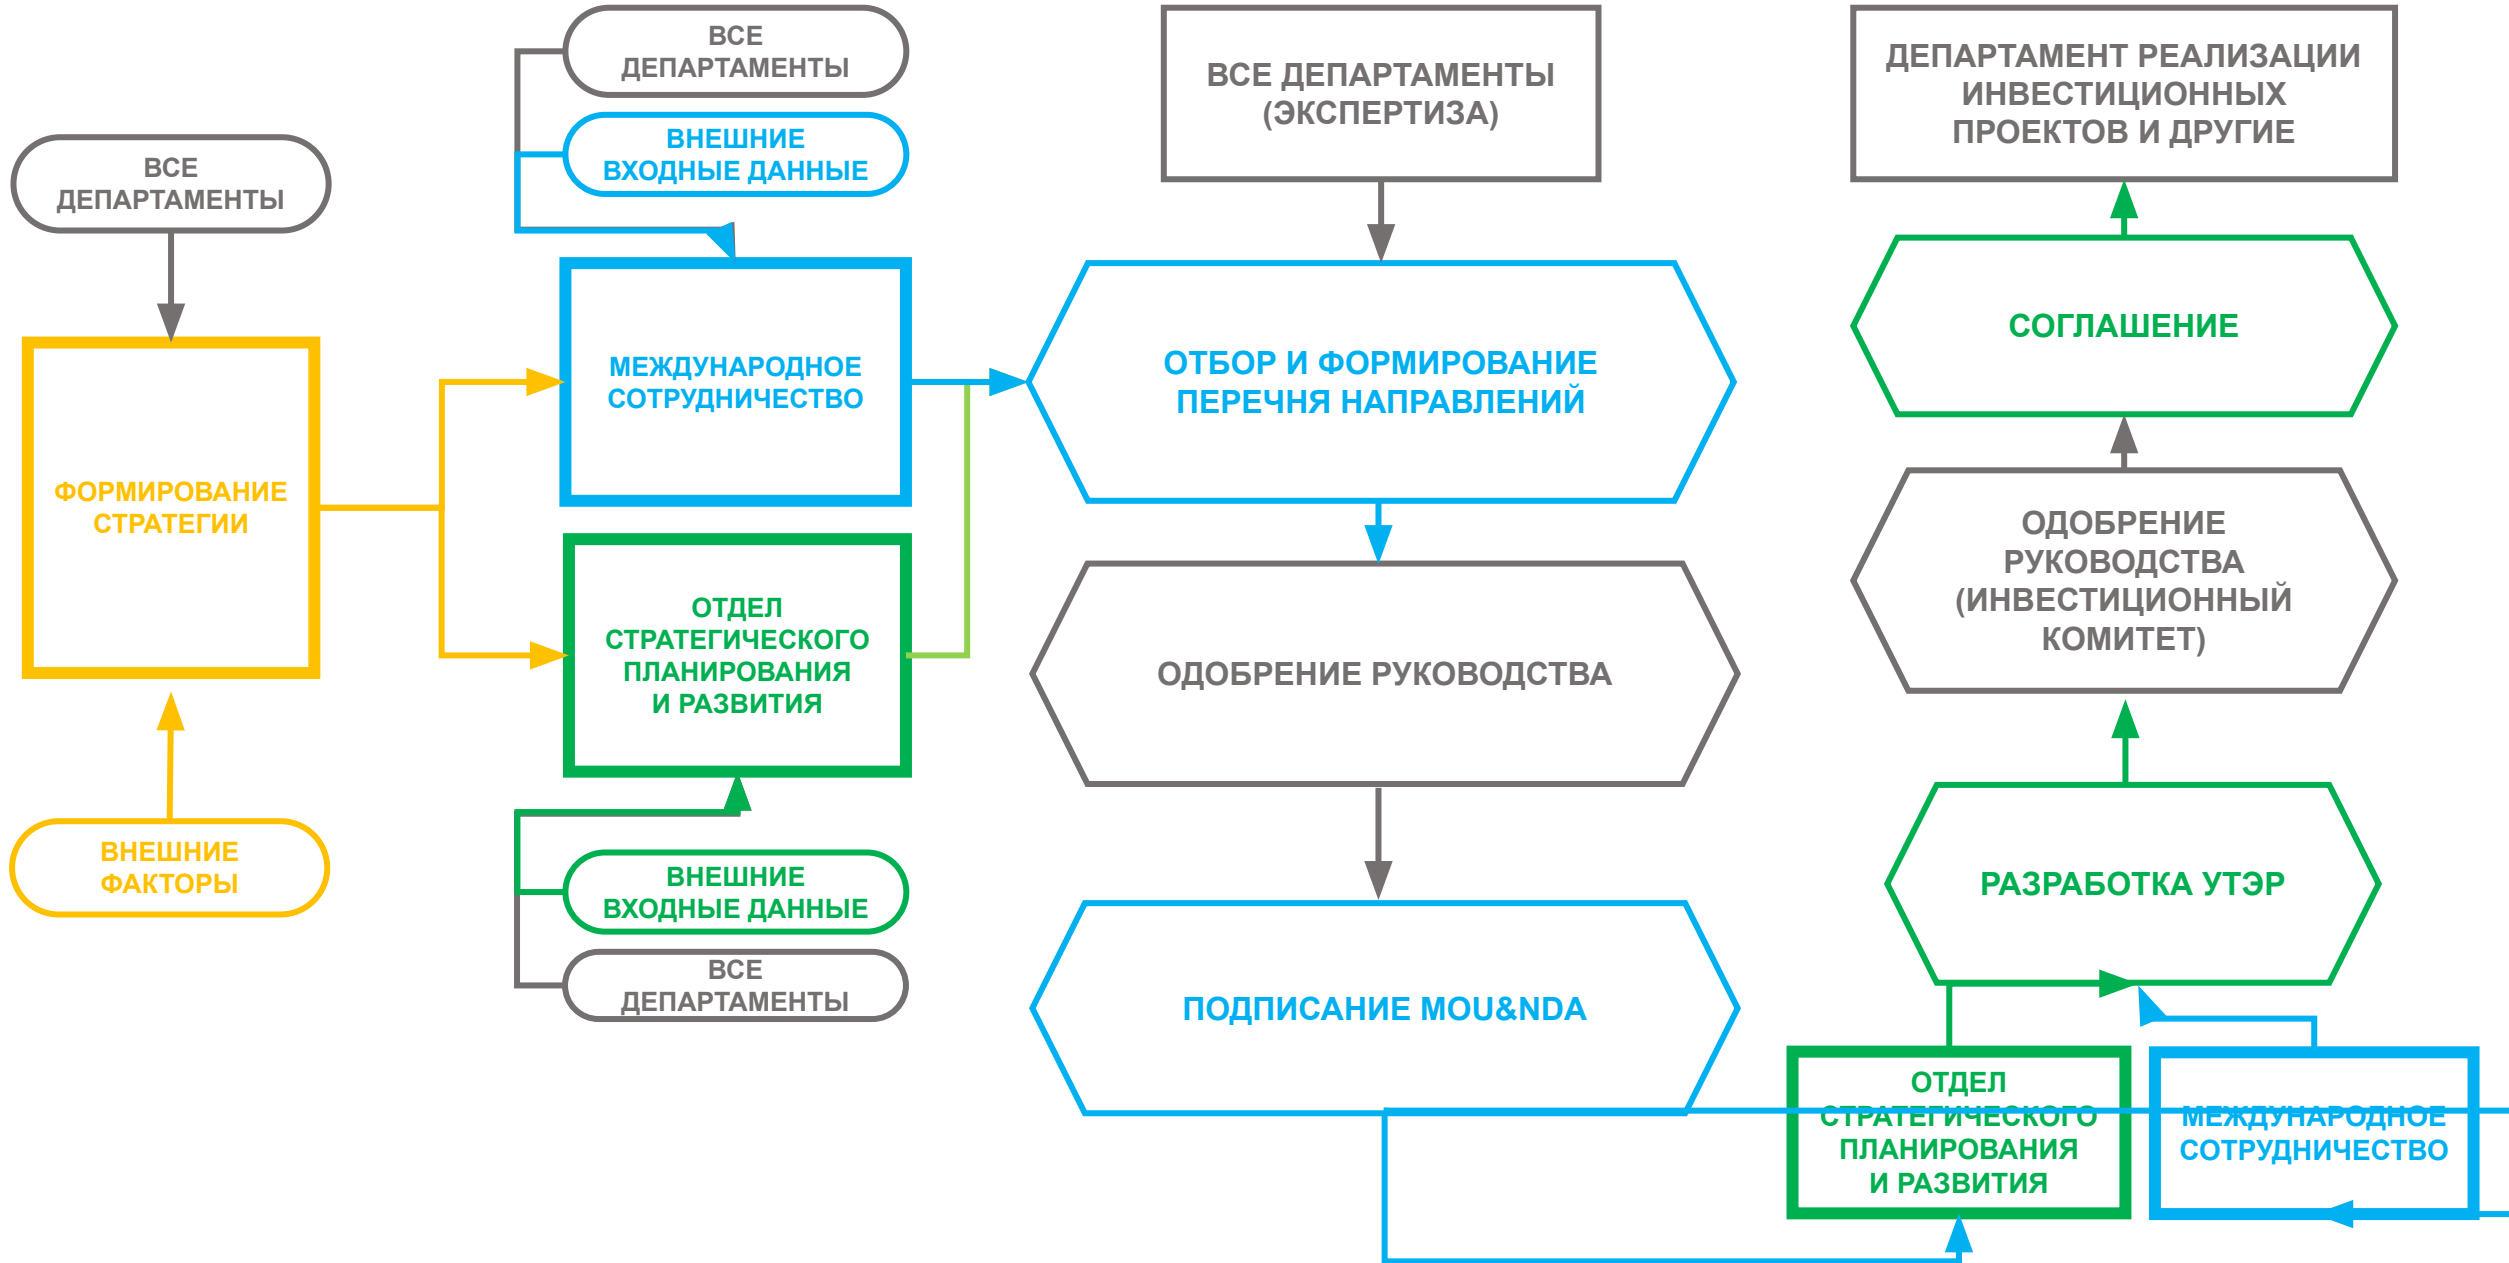 ВСЕ
ДЕПАРТАМЕНТЫ
ФОРМИРОВАНИЕ
СТРАТЕГИИ
ВНЕШНИЕ
ФАКТОРЫ
ВСЕ
ДЕПАРТАМЕНТЫ
ВНЕШНИЕ
ВХОДНЫЕ ДАННЫЕ
МЕЖДУНАРОДНОЕ
СОТРУДНИЧЕСТВО
ОТДЕЛ
СТРАТЕГИЧЕСКОГО
ПЛАНИРОВАНИЯ
И РАЗВИТИЯ
ВНЕШНИЕ
ВХОДНЫЕ ДАННЫЕ
ВСЕ
ДЕПАРТАМЕНТЫ
ВСЕ ДЕПАРТАМЕНТЫ
(ЭКСПЕРТИЗА)
ОТБОР И ФОРМИРОВАНИЕ
ПЕРЕЧНЯ НАПРАВЛЕНИЙ
ОДОБРЕНИЕ РУКОВОДСТВА
ПОДПИСАНИЕ MOU&NDA
ДЕПАРТАМЕНТ РЕАЛИЗАЦИИ
ИНВЕСТИЦИОННЫХ
ПРОЕКТОВ И ДРУГИЕ
СОГЛАШЕНИЕ
ОДОБРЕНИЕ
РУКОВОДСТВА
(ИНВЕСТИЦИОННЫЙ
КОМИТЕТ)
РАЗРАБОТКА УТЭР
ОТДЕЛ
СТРАТЕГИЧЕСКОГО
ПЛАНИРОВАНИЯ
И РАЗВИТИЯ
МЕЖДУНАРОДНОЕ
СОТРУДНИЧЕСТВО